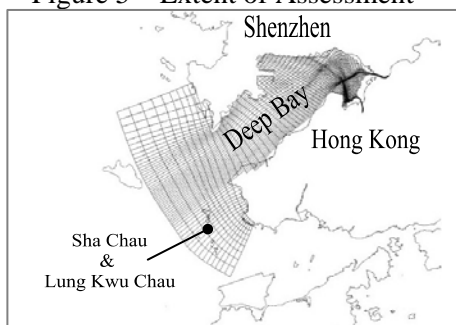 Figure 3 – Extent of Assessment
Shenzhen
Deep Bay
Hong Kong
Sha Chau
&
Lung Kwu Chau